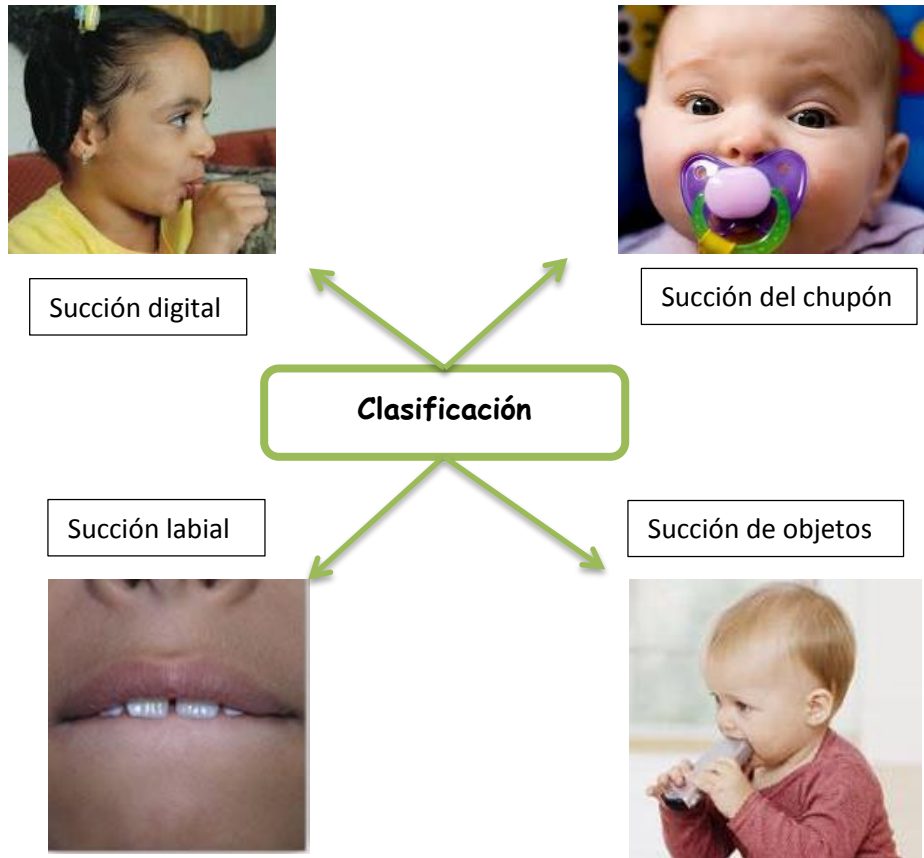 Succión digital
Succión del chupón
Clasificación
Succión labial
Succión de objetos